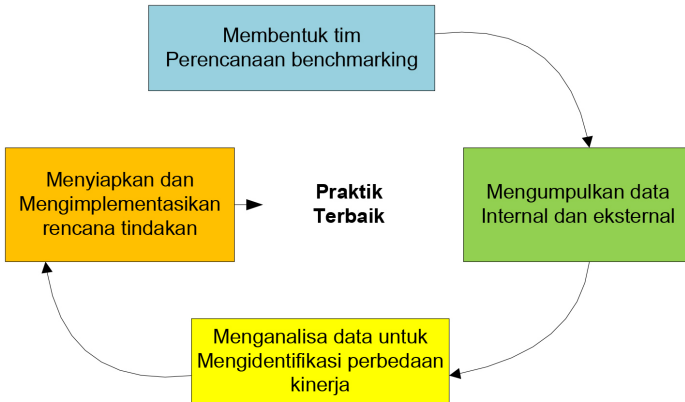 Membentuk tim
Perencanaan benchmarking
Mengumpulkan data
Internal dan eksternal
Menganalisa data untuk
Mengidentifikasi perbedaan
kinerja
Menyiapkan dan
Mengimplementasikan
rencana tindakan
Praktik
Terbaik